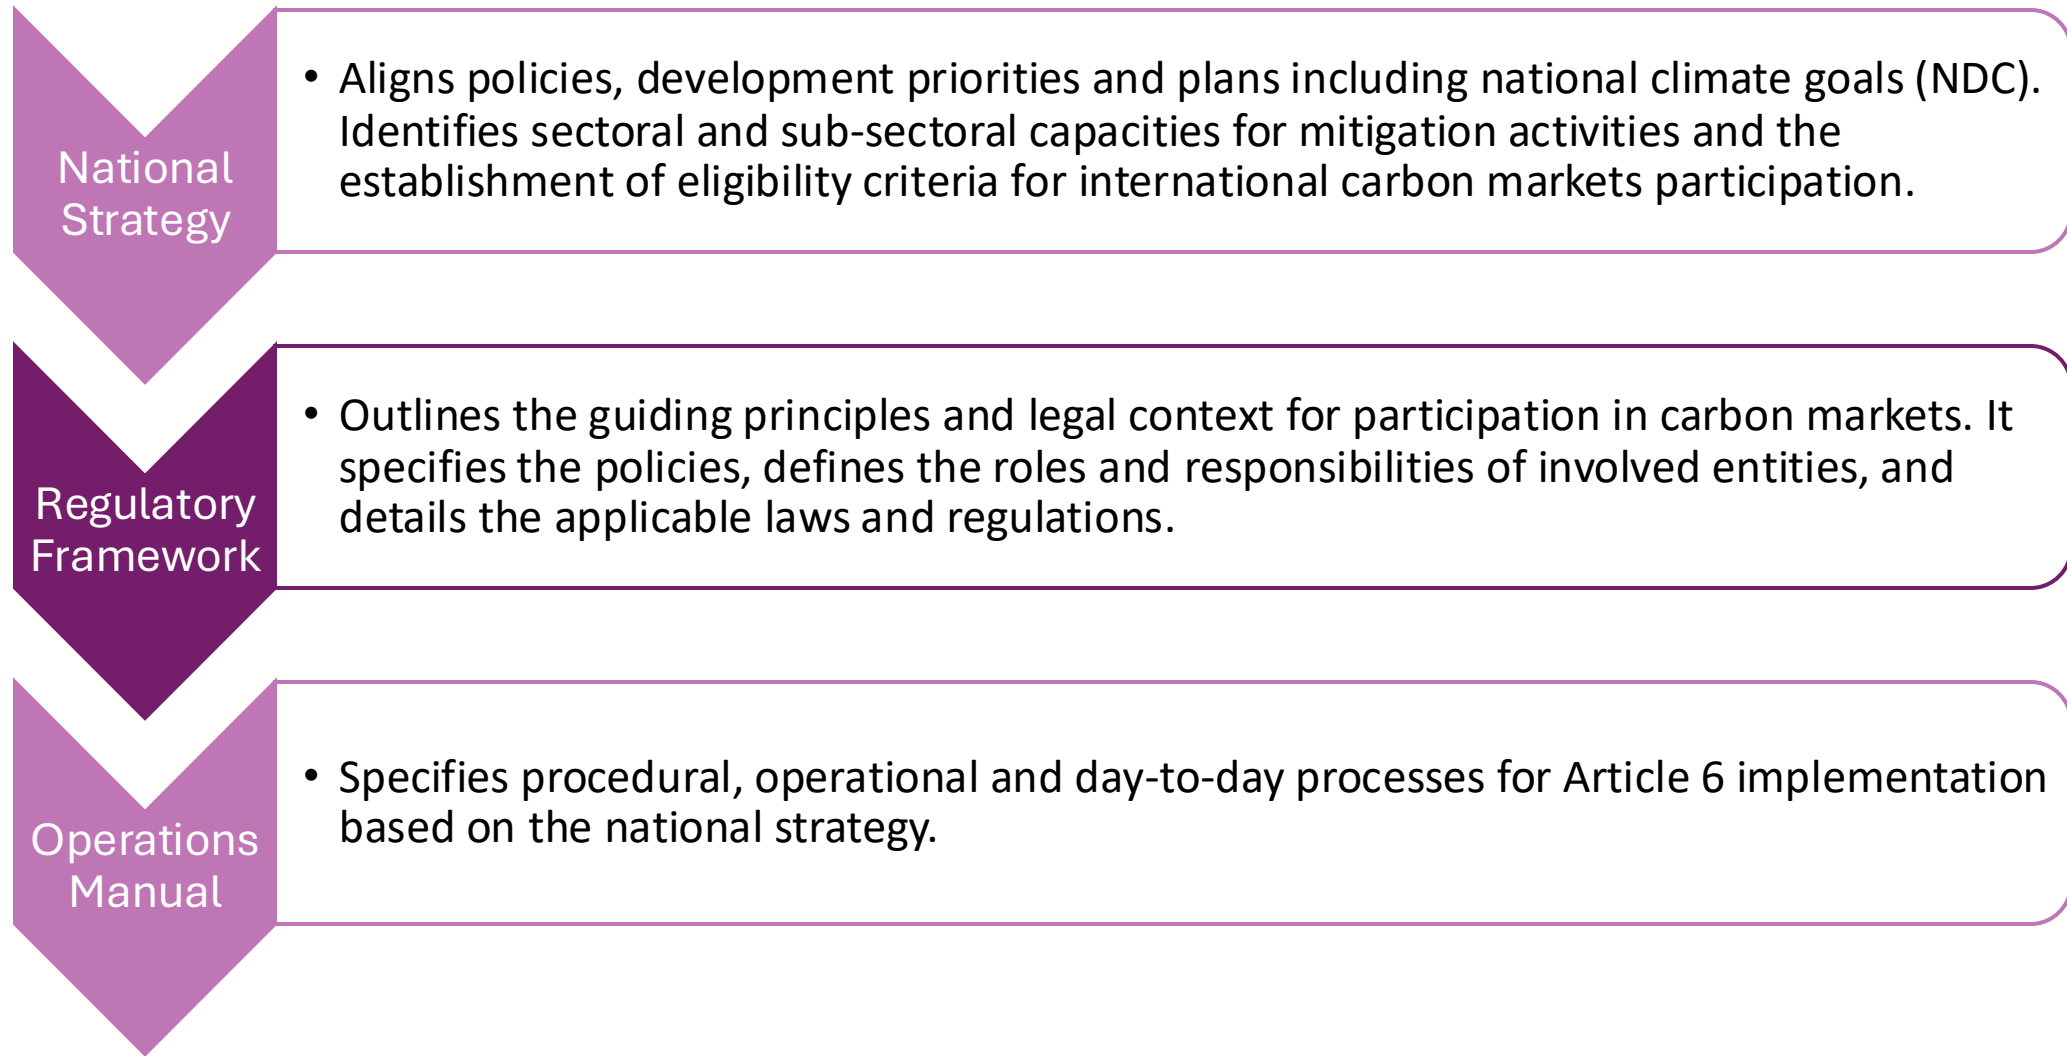 National
Strategy
• Aligns policies, development priorities and plans including national climate goals (NDC).
Identifies sectoral and sub-sectoral capacities for mitigation activities and the
establishment of eligibility criteria for international carbon markets participation.
Regulatory
Framework
• Outlines the guiding principles and legal context for participation in carbon markets. It
specifies the policies, defines the roles and responsibilities of involved entities, and
details the applicable laws and regulations.
Operations
Manual
• Specifies procedural, operational and day-to-day processes for Article 6 implementation
based on the national strategy.